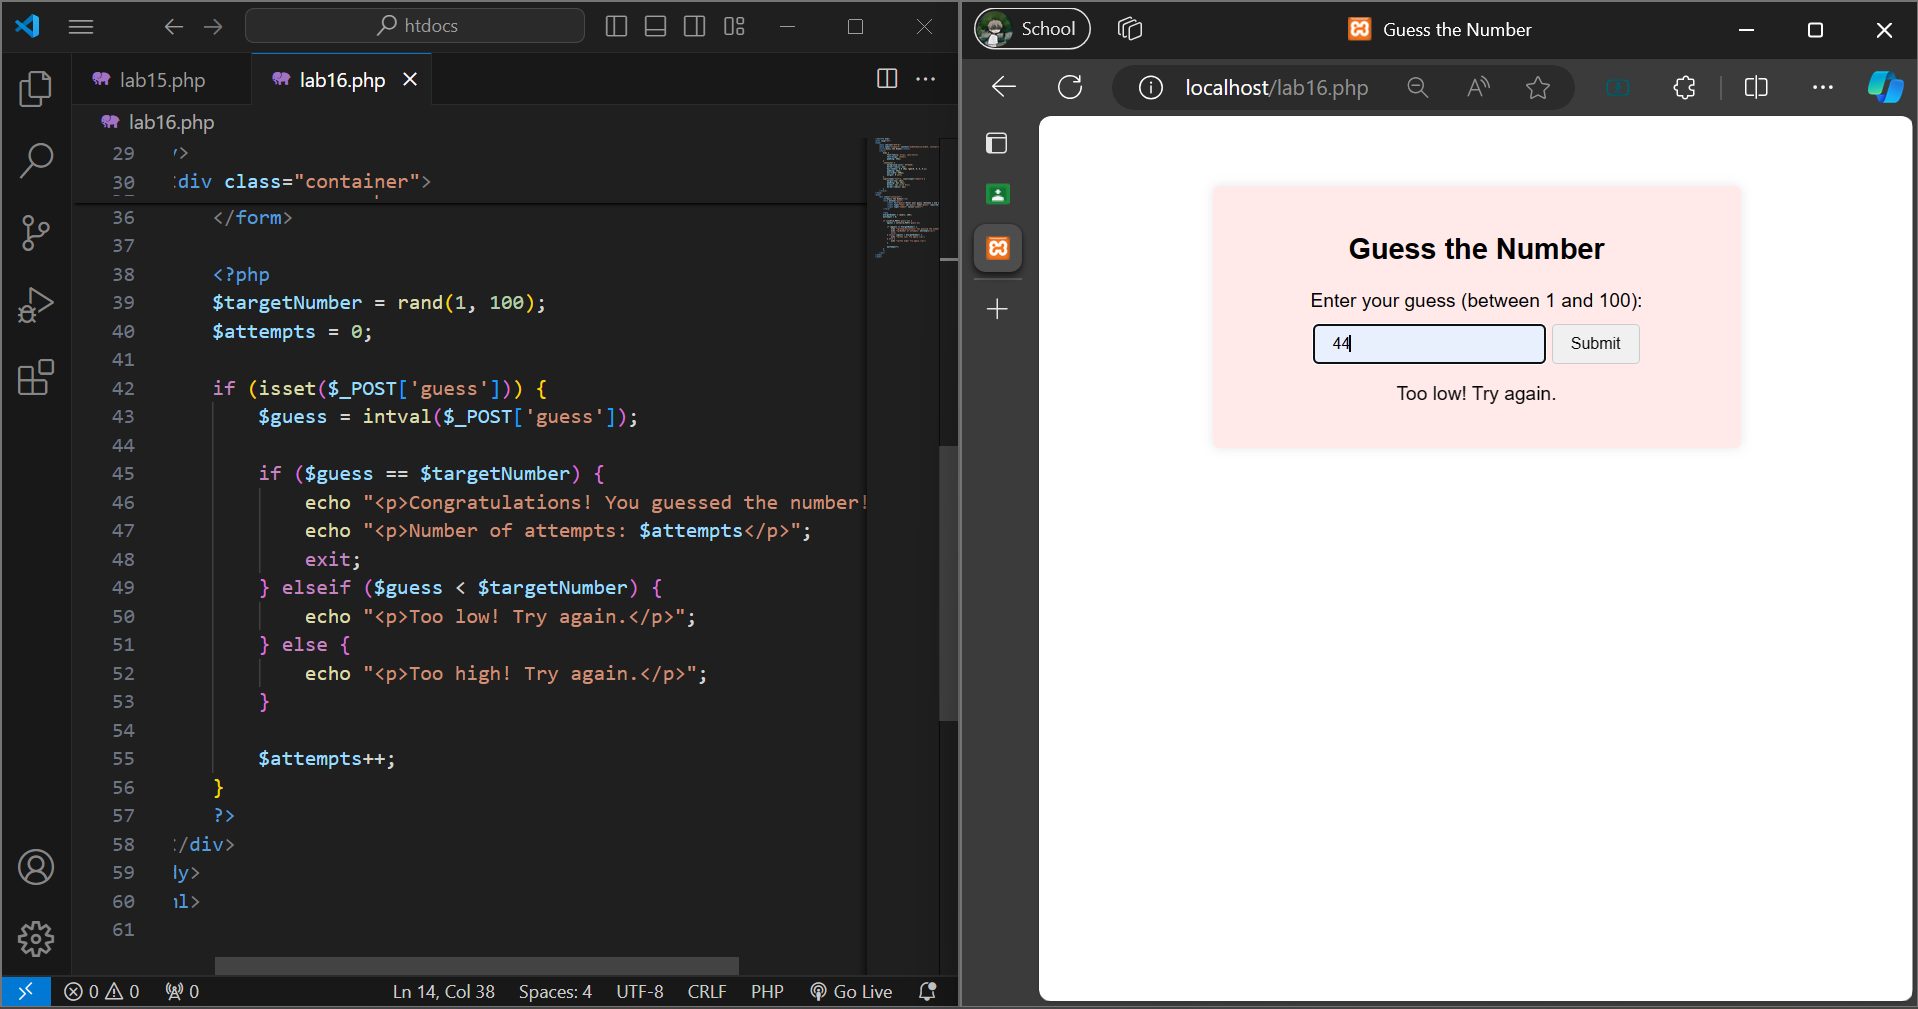 htdocs
lab15.php
lab16.php
lab16.php
29 />
30 :div class="container">
36 </form>
37
38 <?php
39 $targetNumber = rand(1, 100);
40 $attempts = 0;
41
42 if (isset($_POST['guess'])) {
43 $guess = intval($_POST['guess']);
44
45 if ($guess == $targetNumber) {
46 echo "<p>Congratulations! You guessed the number!
47 echo "<p>Number of attempts: $attempts</p>";
48 exit;
49 } elseif ($guess < $targetNumber) {
50 echo "<p>Too low! Try again.</p>";
51 } else {
52 echo "<p>Too high! Try again.</p>";
53 }
54
55 $attempts++;
56 }
57 ?>
58 :/div>
59 ly>
60 nl>
61
0 0 0
Ln 14, Col 38 Spaces: 4 UTF-8 CRLF PHP Go Live
School
Guess the Number
localhost/lab16.php
Guess the Number
Enter your guess (between 1 and 100):
44
Submit
Too low! Try again.